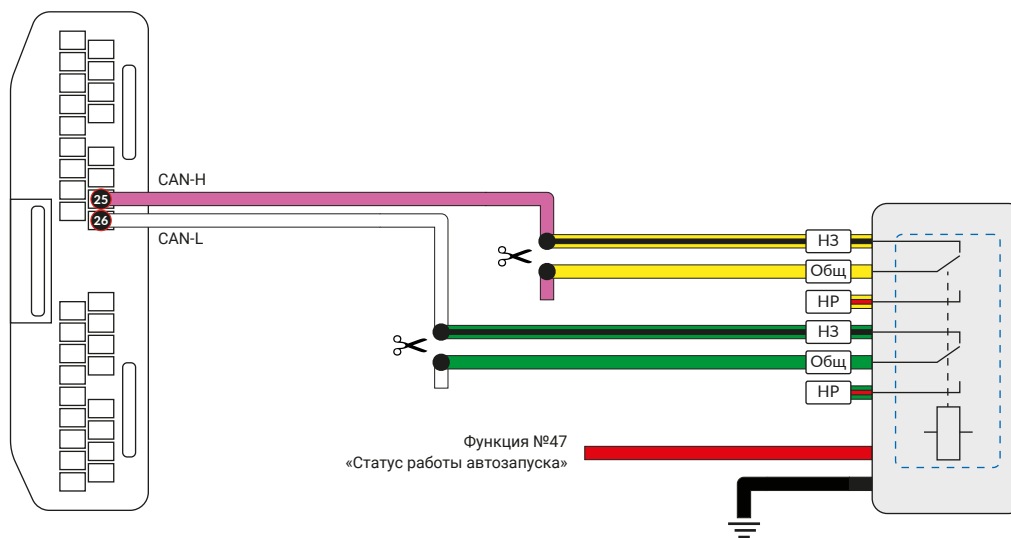 CAN-H
25
26
CAN-L
НЗ
Общ
НР
НЗ
Общ
НР
Функция №47
«Статус работы автозапуска»